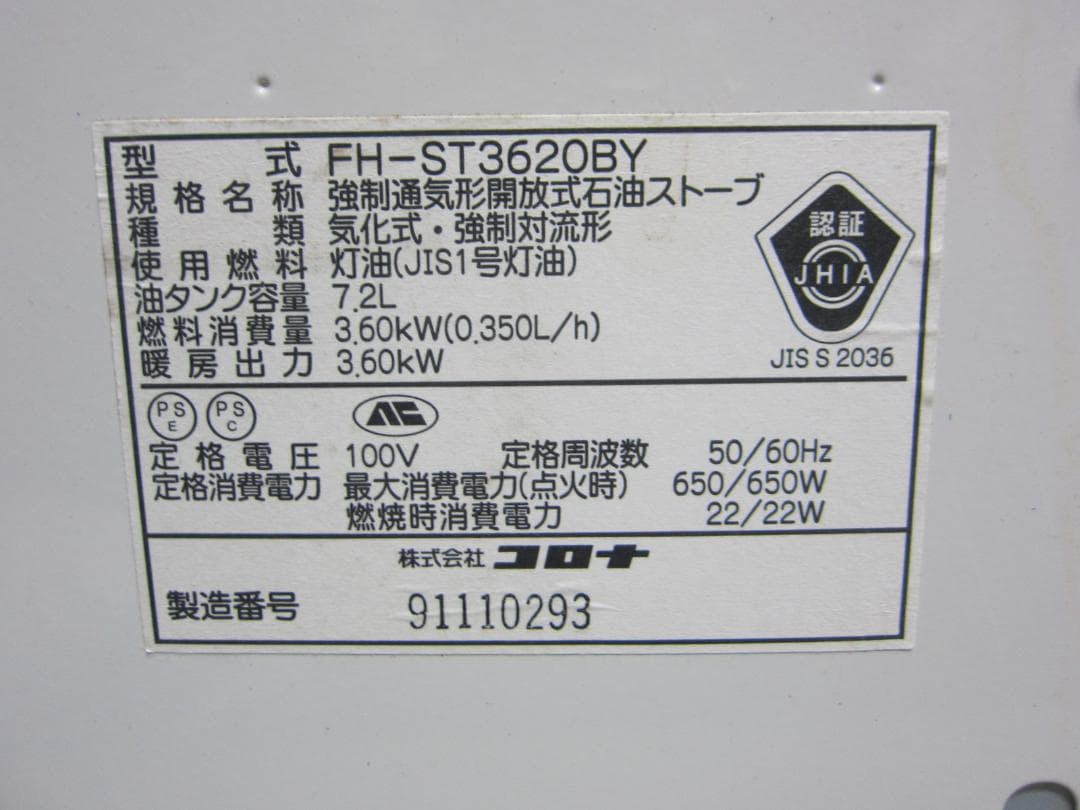 型式 FH-ST3620BY
規格名称 強制通気形開放式石油ストーブ
種類 気化式・強制対流形
使用燃料 灯油(JIS1号灯油)
油タンク容量 7.2L
燃料消費量 3.60kW(0.350L/h)
暖房出力 3.60kW
認証
JHIA
JIS S 2036
PS E PS C
定格電圧 100V 定格周波数 50/60Hz
定格消費電力 最大消費電力(点火時) 650/650W
燃焼時消費電力 22/22W
株式会社 コロナ
製造番号 91110293